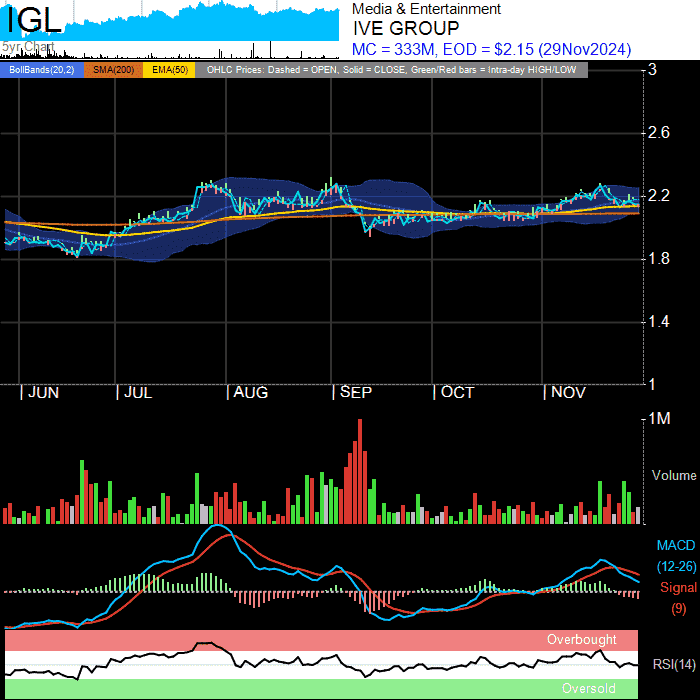 IGL
5yr Chart
Media & Entertainment
IVE GROUP
MC = 333M, EOD = $2.15 (29Nov2024)
BollBands(20,2) SMA(200) EMA(50) OHLC Prices: Dashed = OPEN, Solid = CLOSE, Green/Red bars = Intra-day HIGH/LOW
3
2.6
2.2
1.8
1.4
1
JUN JUL AUG SEP OCT NOV
1M
Volume
MACD
(12-26)
Signal
(9)
Overbought
RSI(14)
Oversold